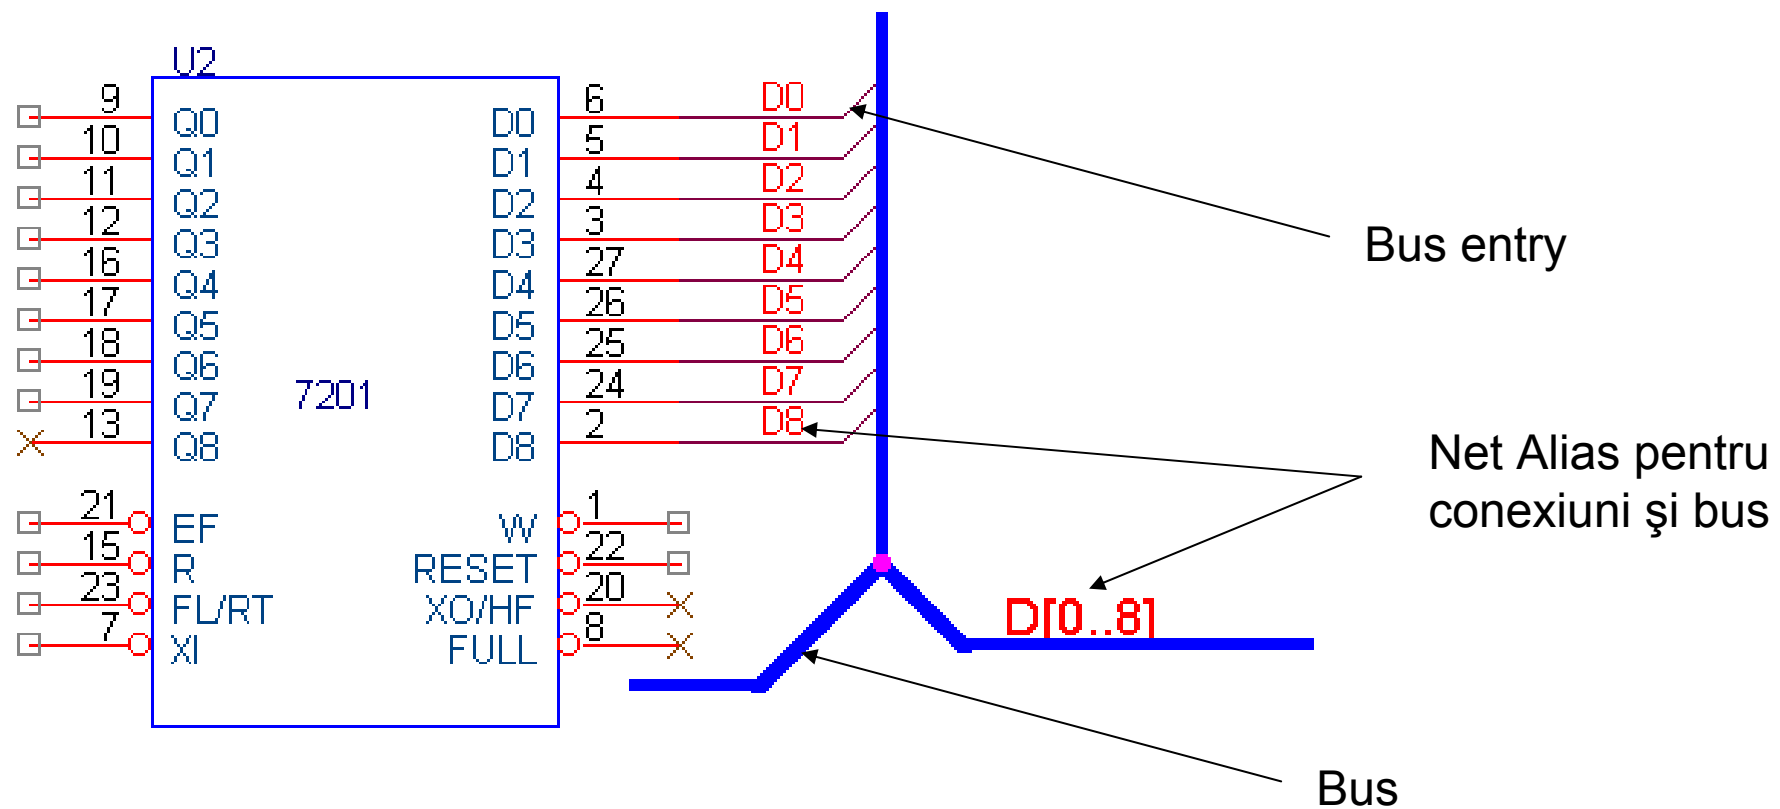 U2
9 Q0 D0 6 D0
10 Q1 D1 5 D1
11 Q2 D2 4 D2
12 Q3 D3 3 D3
16 Q4 D4 27 D4
17 Q5 D5 26 D5
18 Q6 D6 25 D6
19 Q7 D7 24 D7
13 Q8 D8 2 D8
7201
21 EF W 1
15 R RESET 22
23 FL/RT XO/HF 20
7 XI FULL 8
Bus entry
Net Alias pentru
conexiuni şi bus
D[0..8]
Bus